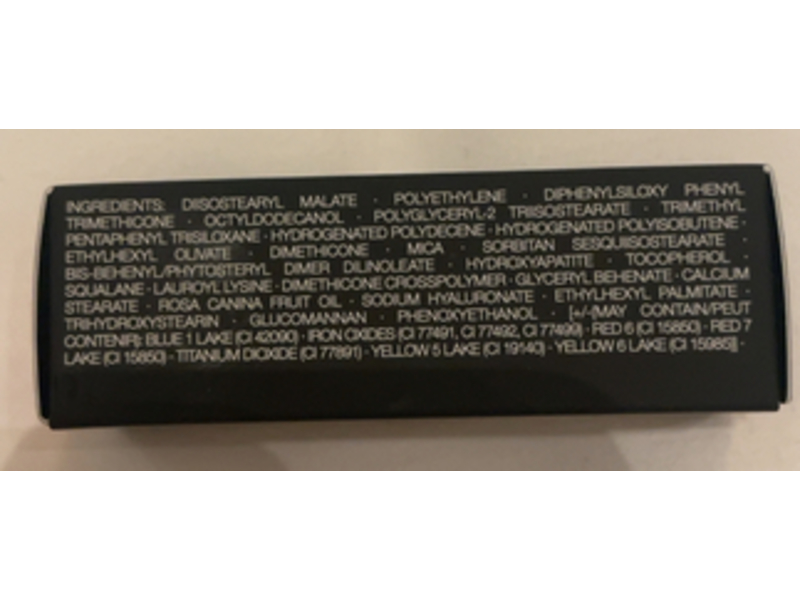 INGREDIENTS: DIISOSTEARYL MALATE · POLYETHYLENE · DIPHENYLSILOXY PHENYL
TRIMETHICONE · OCTYLDODECANOL · POLYGLYCERYL-2 TRIISOSTEARATE · TRIMETHYL
PENTAPHENYL TRISILOXANE · HYDROGENATED POLYDECENE · HYDROGENATED POLYISOBUTENE ·
ETHYLHEXYL OLIVATE · DIMETHICONE · MICA · SORBITAN SESQUIISOSTEARATE ·
BIS-BEHENYL/PHYTOSTERYL DIMER DILINOLEATE · HYDROXYAPATITE · TOCOPHEROL ·
SQUALANE · LAUROYL LYSINE · DIMETHICONE CROSSPOLYMER · GLYCERYL BEHENATE · CALCIUM
STEARATE · ROSA CANINA FRUIT OIL · SODIUM HYALURONATE · ETHYLHEXYL PALMITATE ·
TRIHYDROXYSTEARIN · GLUCOMANNAN · PHENOXYETHANOL · [+/-(MAY CONTAIN/PEUT
CONTENIR): BLUE 1 LAKE (CI 42090) · IRON OXIDES (CI 77491, CI 77492, CI 77499) · RED 6 (CI 15850) · RED 7
LAKE (CI 15850) · TITANIUM DIOXIDE (CI 77891) · YELLOW 5 LAKE (CI 19140) · YELLOW 6 LAKE (CI 15985)] ·